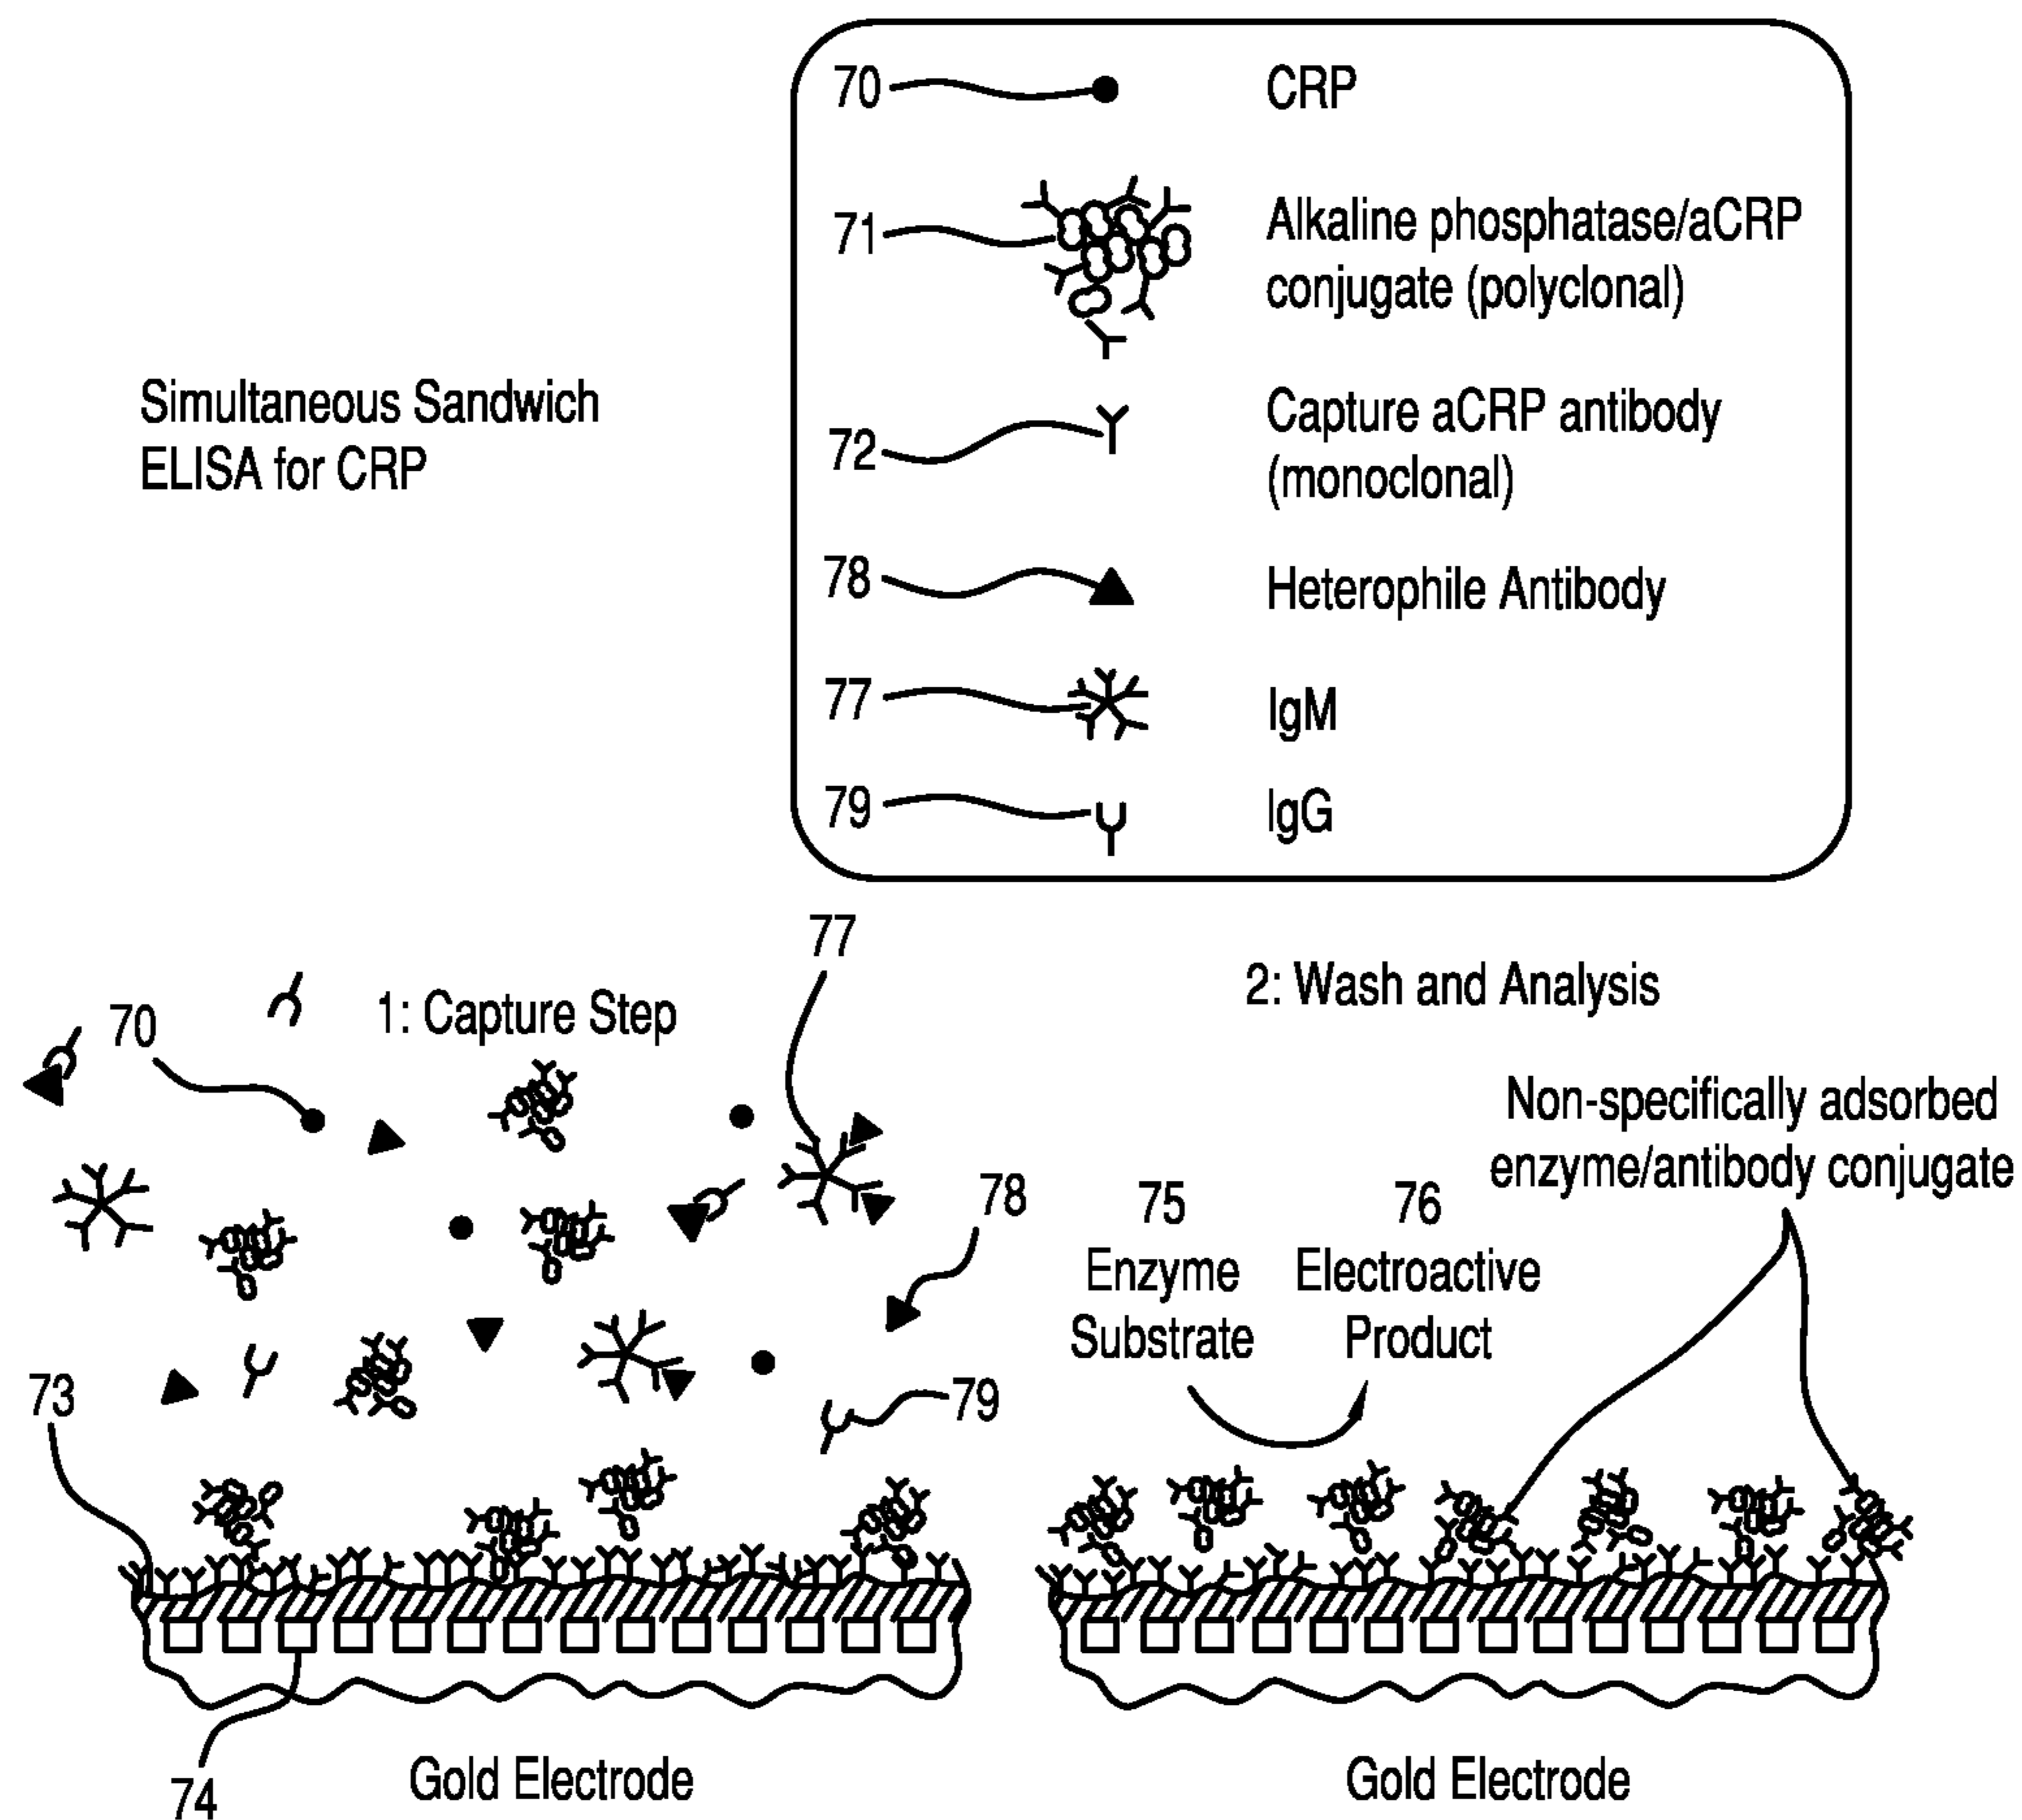 70 CRP
71 Alkaline phosphatase/aCRP
conjugate (polyclonal)
Simultaneous Sandwich
ELISA for CRP
72 Capture aCRP antibody
(monoclonal)
78 Heterophile Antibody
77 IgM
79 IgG
77
1: Capture Step
70
78
73
79
74
Gold Electrode
2: Wash and Analysis
Non-specifically adsorbed
enzyme/antibody conjugate
75
Enzyme
Substrate
76
Electroactive
Product
Gold Electrode